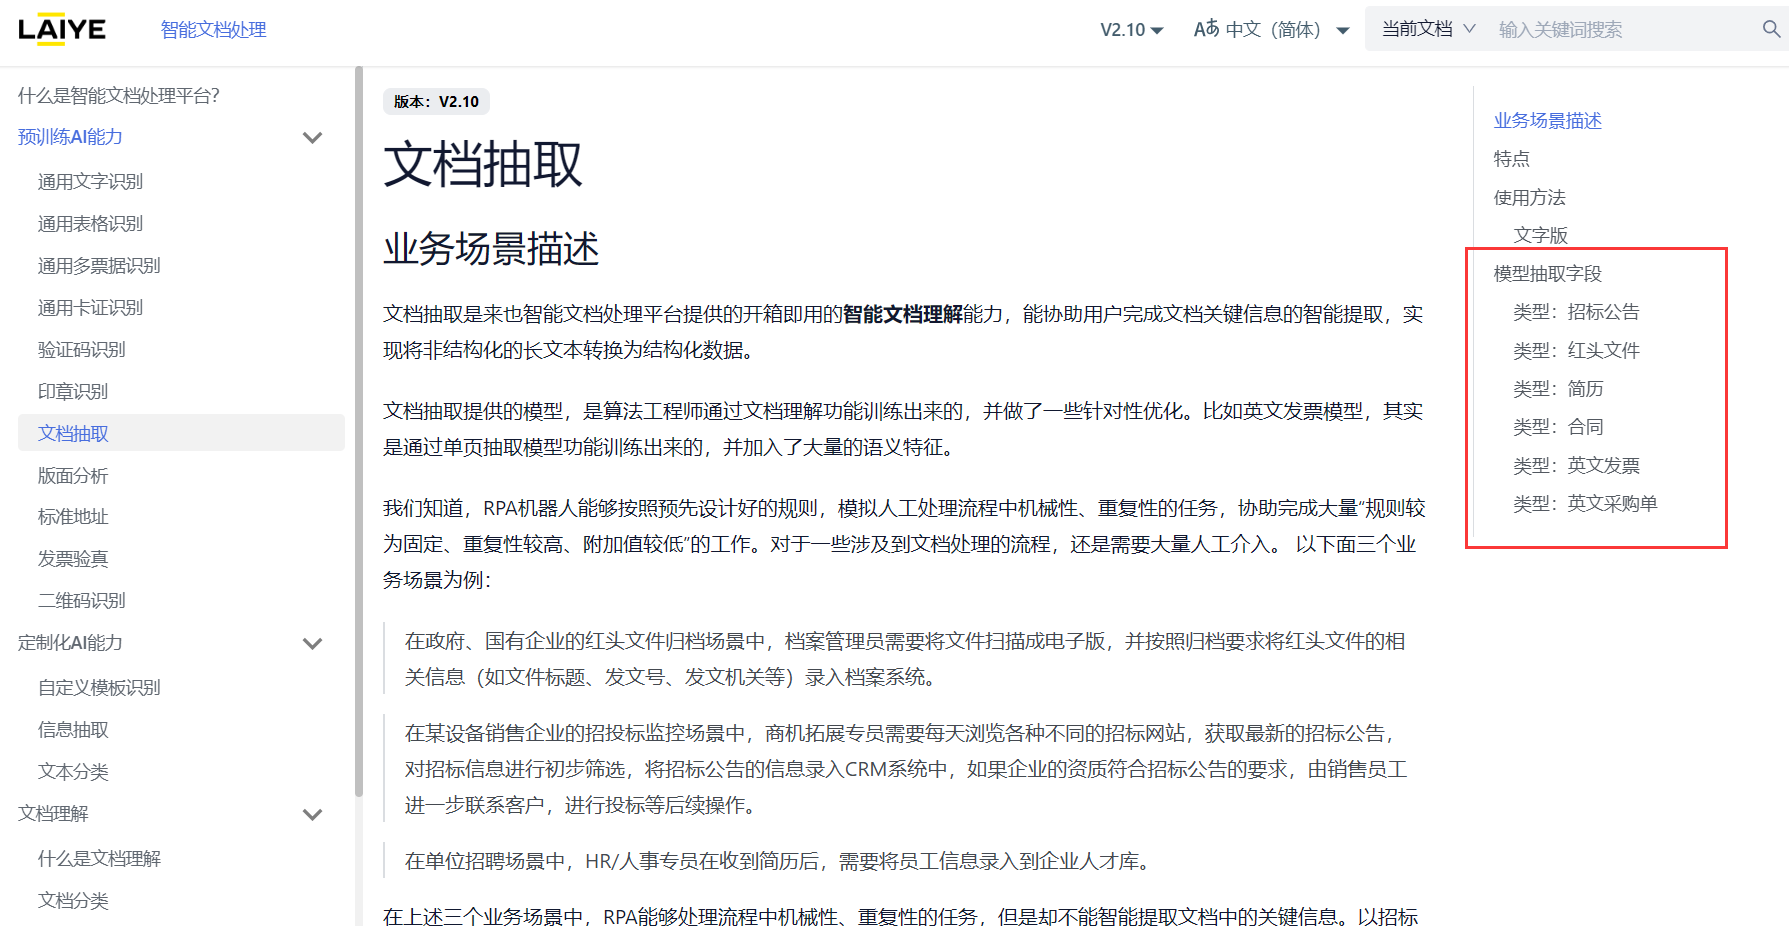 LAIYE
智能文档处理
V2.10
Aあ 中文（简体）
当前文档
输入关键词搜索
什么是智能文档处理平台?
预训练AI能力
通用文字识别
通用表格识别
通用多票据识别
通用卡证识别
验证码识别
印章识别
文档抽取
版面分析
标准地址
发票验真
二维码识别
定制化AI能力
自定义模板识别
信息抽取
文本分类
文档理解
什么是文档理解
文档分类
版本：V2.10
文档抽取
业务场景描述
文档抽取是来也智能文档处理平台提供的开箱即用的智能文档理解能力，能协助用户完成文档关键信息的智能提取，实
现将非结构化的长文本转换为结构化数据。
文档抽取提供的模型，是算法工程师通过文档理解功能训练出来的，并做了一些针对性优化。比如英文发票模型，其实
是通过单页抽取模型功能训练出来的，并加入了大量的语义特征。
我们知道，RPA机器人能够按照预先设计好的规则，模拟人工处理流程中机械性、重复性的任务，协助完成大量“规则较
为固定、重复性较高、附加值较低”的工作。对于一些涉及到文档处理的流程，还是需要大量人工介入。 以下面三个业
务场景为例：
在政府、国有企业的红头文件归档场景中，档案管理员需要将文件扫描成电子版，并按照归档要求将红头文件的相
关信息（如文件标题、发文号、发文机关等）录入档案系统。
在某设备销售企业的招投标监控场景中，商机拓展专员需要每天浏览各种不同的招标网站，获取最新的招标公告，
对招标信息进行初步筛选，将招标公告的信息录入CRM系统中，如果企业的资质符合招标公告的要求，由销售员工
进一步联系客户，进行投标等后续操作。
在单位招聘场景中，HR/人事专员在收到简历后，需要将员工信息录入到企业人才库。
在上述三个业务场景中，RPA能够处理流程中机械性、重复性的任务，但是却不能智能提取文档中的关键信息。以招标
业务场景描述
特点
使用方法
文字版
模型抽取字段
类型：招标公告
类型：红头文件
类型：简历
类型：合同
类型：英文发票
类型：英文采购单